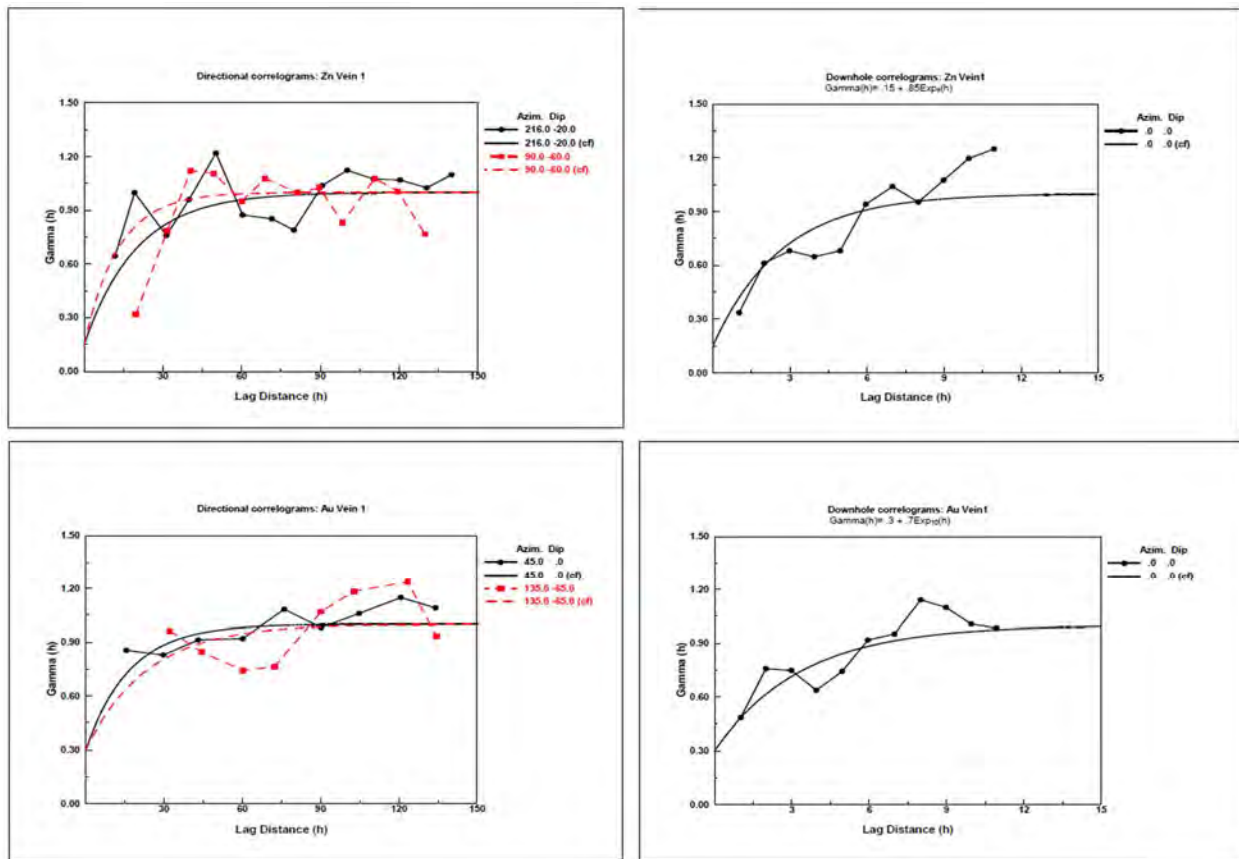 Directional correlograms: Zn Vein 1
1.50
1.20
0.90
0.60
0.30
0.00
Gamma (h)
30
60
90
120
150
Lag Distance (h)
Azim. Dip
216.0 -20.0
216.0 -20.0 (cf)
90.0 -60.0
90.0 -60.0 (cf)
Downhole correlograms: Zn Vein1
Gamma(h)= .15 + .85Exp₈(h)
1.50
1.20
0.90
0.60
0.30
0.00
Gamma (h)
3
6
9
12
15
Lag Distance (h)
Azim. Dip
.0 .0
.0 .0 (cf)
Directional correlograms: Au Vein 1
1.50
1.20
0.90
0.60
0.30
0.00
Gamma (h)
30
60
90
120
150
Lag Distance (h)
Azim. Dip
45.0 .0
45.0 .0 (cf)
135.0 -65.0
135.0 -65.0 (cf)
Downhole correlograms: Au Vein1
Gamma(h)= .3 + .7Exp₁₀(h)
1.50
1.20
0.90
0.60
0.30
0.00
Gamma (h)
3
6
9
12
15
Lag Distance (h)
Azim. Dip
.0 .0
.0 .0 (cf)